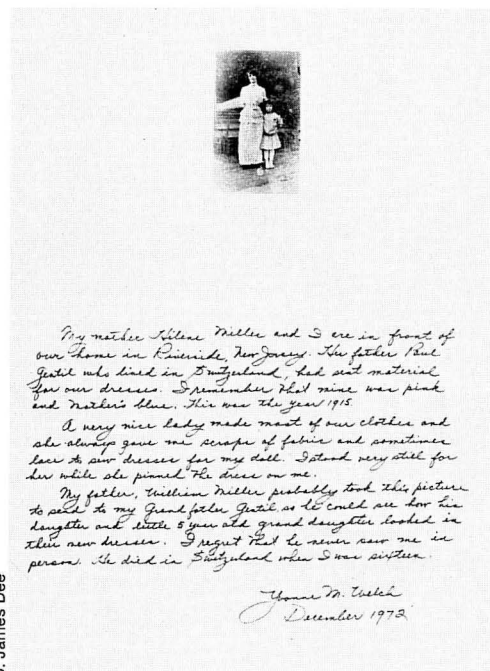 My mother Hilene Miller and I are in front of
our home in Riverside, New Jersey. Her father Paul
Gentil who lived in Switzerland, had sent material
for our dresses. I remember that mine was pink
and Mother's blue. This was the year 1915.
A very nice lady made most of our clothes and
she always gave me scraps of fabric and sometimes
lace to sew dresses for my doll. I stood very still for
her while she pinned the dress on me.
My father, William Miller probably took this picture
to send to my Grandfather Gentil so he could see how his
daughter and little 5 year old grand daughter looked in
their new dresses. I regret that he never saw me in
person. He died in Switzerland when I was sixteen.
Yvonne M. Welch
December 1972
James Dee